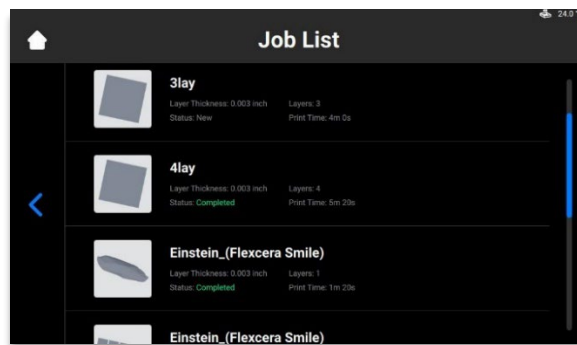 24.0
Job List
3lay
Layer Thickness: 0.003 inch Layers: 3
Status: New Print Time: 4m 0s
4lay
Layer Thickness: 0.003 inch Layers: 4
Status: Completed Print Time: 5m 20s
Einstein_(Flexcera Smile)
Layer Thickness: 0.003 inch Layers: 1
Status: Completed Print Time: 1m 20s
Einstein_(Flexcera Smile)